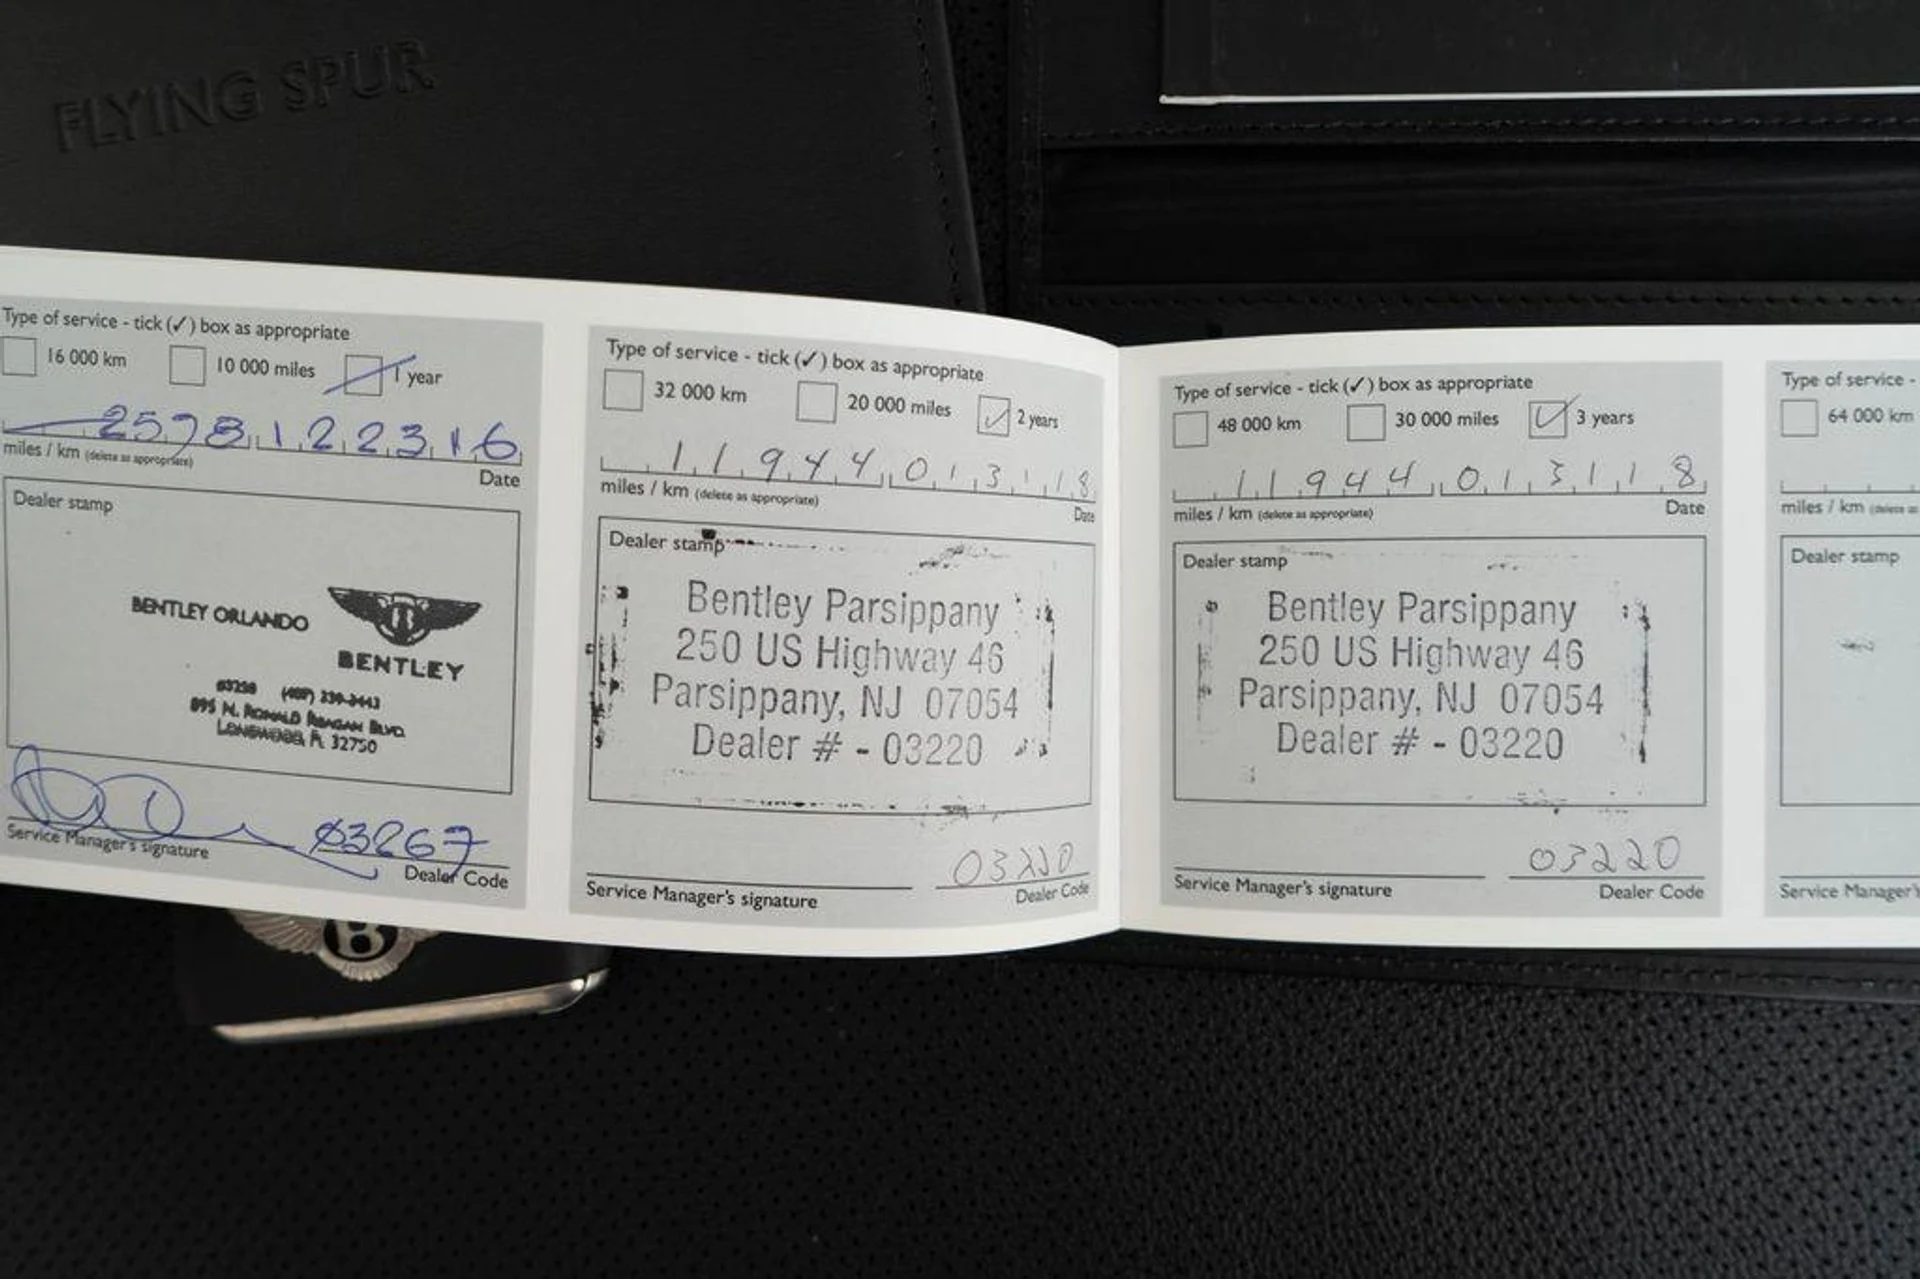 FLYING SPUR
Type of service - tick (✓) box as appropriate
16 000 km 10 000 miles 1 year
2598 122316
miles / km (delete as appropriate) Date
Dealer stamp
BENTLEY ORLANDO
BENTLEY
895 N. RONALD REAGAN BLVD.
LONGWOOD, FL 32750
03267
Service Manager's signature Dealer Code
Type of service - tick (✓) box as appropriate
32 000 km 20 000 miles ✓ 2 years
11944 013118
miles / km (delete as appropriate) Date
Dealer stamp
Bentley Parsippany
250 US Highway 46
Parsippany, NJ 07054
Dealer # - 03220
03220
Service Manager's signature Dealer Code
Type of service - tick (✓) box as appropriate
48 000 km 30 000 miles ✓ 3 years
11944 013118
miles / km (delete as appropriate) Date
Dealer stamp
Bentley Parsippany
250 US Highway 46
Parsippany, NJ 07054
Dealer # - 03220
03220
Service Manager's signature Dealer Code
Type of service -
64 000 km
miles / km
Dealer stamp
Service Manager's
B